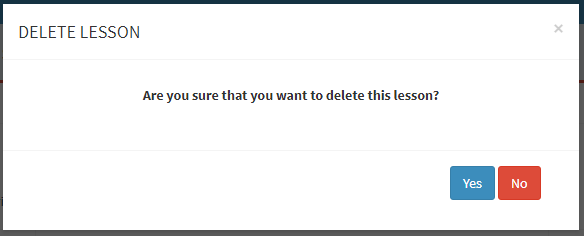 DELETE LESSON ×
Are you sure that you want to delete this lesson?
Yes No